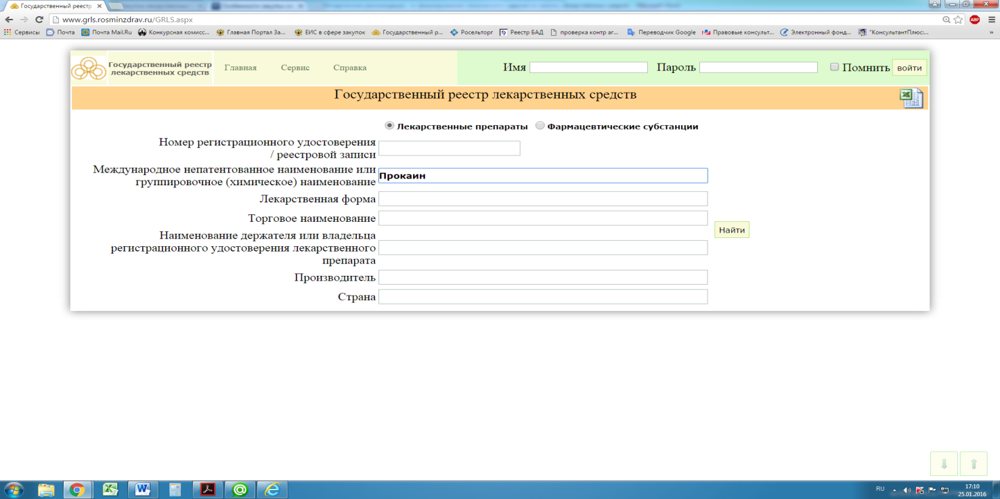 Государственный реестр
www.grls.rosminzdrav.ru/GRLS.aspx
ABP
Сервисы Почта Почта Mail.Ru Конкурсная комисс... Главная Портал За... ЕИС в сфере закупок Государственный р... Росельторг Реестр БАД проверка контр аг... Переводчик Google Правовые консульт... Электронный фонд... "КонсультантПлюс:... »
Государственный реестр
лекарственных средств
Главная Сервис Справка
Имя Пароль Помнить войти
Государственный реестр лекарственных средств
Лекарственные препараты Фармацевтические субстанции
Номер регистрационного удостоверения
/ реестровой записи
Международное непатентованное наименование или
группировочное (химическое) наименование
Прокаин
Лекарственная форма
Торговое наименование
Найти
Наименование держателя или владельца
регистрационного удостоверения лекарственного
препарата
Производитель
Страна
RU
17:10
25.01.2016